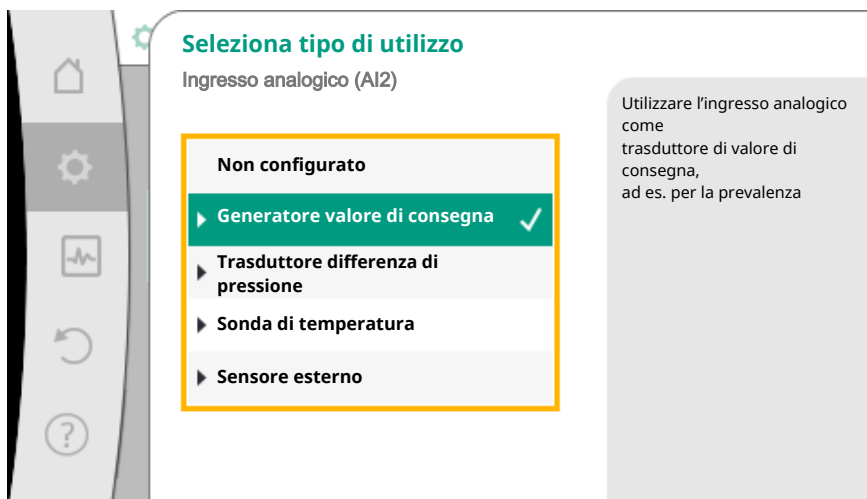 Seleziona tipo di utilizzo
Ingresso analogico (AI2)
Non configurato
Generatore valore di consegna
Trasduttore differenza di
pressione
Sonda di temperatura
Sensore esterno
Utilizzare l'ingresso analogico
come
trasduttore di valore di
consegna,
ad es. per la prevalenza
?